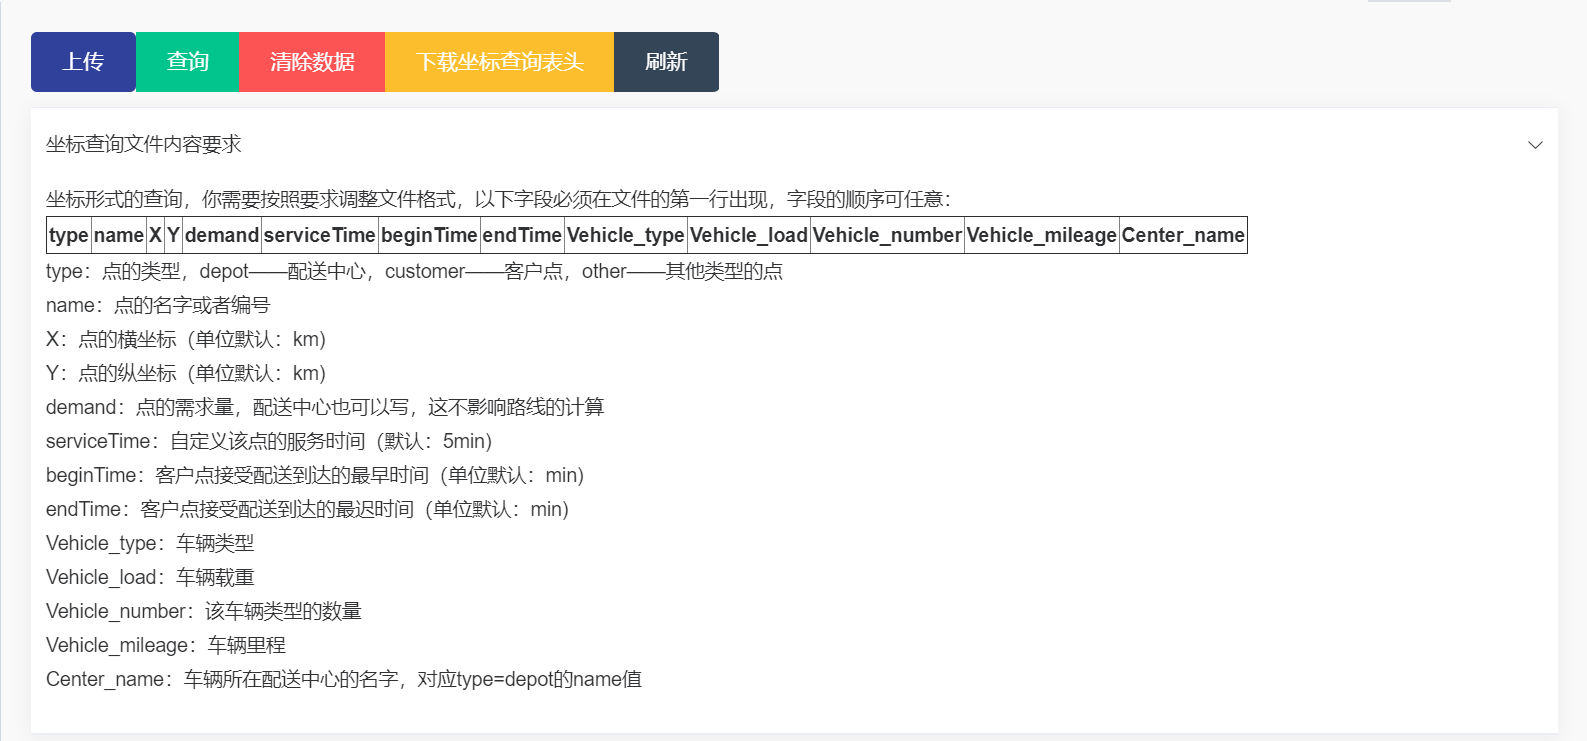 上传 查询 清除数据 下载坐标查询表头 刷新
坐标查询文件内容要求
坐标形式的查询，你需要按照要求调整文件格式，以下字段必须在文件的第一行出现，字段的顺序可任意：
type name X Y demand serviceTime beginTime endTime Vehicle_type Vehicle_load Vehicle_number Vehicle_mileage Center_name
type：点的类型，depot——配送中心，customer——客户点，other——其他类型的点
name：点的名字或者编号
X：点的横坐标（单位默认：km）
Y：点的纵坐标（单位默认：km）
demand：点的需求量，配送中心也可以写，这不影响路线的计算
serviceTime：自定义该点的服务时间（默认：5min）
beginTime：客户点接受配送到达的最早时间（单位默认：min）
endTime：客户点接受配送到达的最迟时间（单位默认：min）
Vehicle_type：车辆类型
Vehicle_load：车辆载重
Vehicle_number：该车辆类型的数量
Vehicle_mileage：车辆里程
Center_name：车辆所在配送中心的名字，对应type=depot的name值